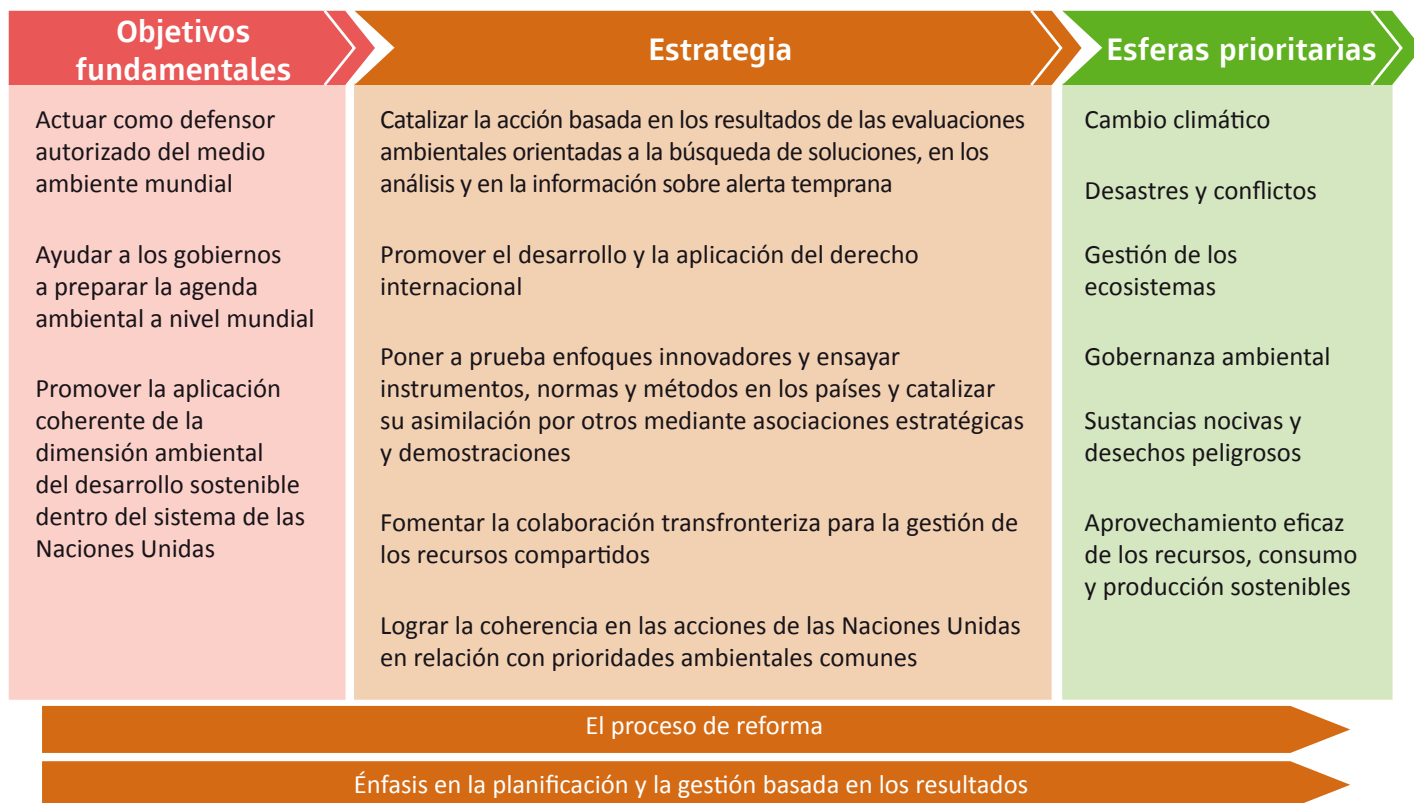 Objetivos
fundamentales
Estrategia
Esferas prioritarias
Actuar como defensor
autorizado del medio
ambiente mundial
Ayudar a los gobiernos
a preparar la agenda
ambiental a nivel mundial
Promover la aplicación
coherente de la
dimensión ambiental
del desarrollo sostenible
dentro del sistema de las
Naciones Unidas
Catalizar la acción basada en los resultados de las evaluaciones
ambientales orientadas a la búsqueda de soluciones, en los
análisis y en la información sobre alerta temprana
Promover el desarrollo y la aplicación del derecho
internacional
Poner a prueba enfoques innovadores y ensayar
instrumentos, normas y métodos en los países y catalizar
su asimilación por otros mediante asociaciones estratégicas
y demostraciones
Fomentar la colaboración transfronteriza para la gestión de
los recursos compartidos
Lograr la coherencia en las acciones de las Naciones Unidas
en relación con prioridades ambientales comunes
Cambio climático
Desastres y conflictos
Gestión de los
ecosistemas
Gobernanza ambiental
Sustancias nocivas y
desechos peligrosos
Aprovechamiento eficaz
de los recursos, consumo
y producción sostenibles
El proceso de reforma
Énfasis en la planificación y la gestión basada en los resultados